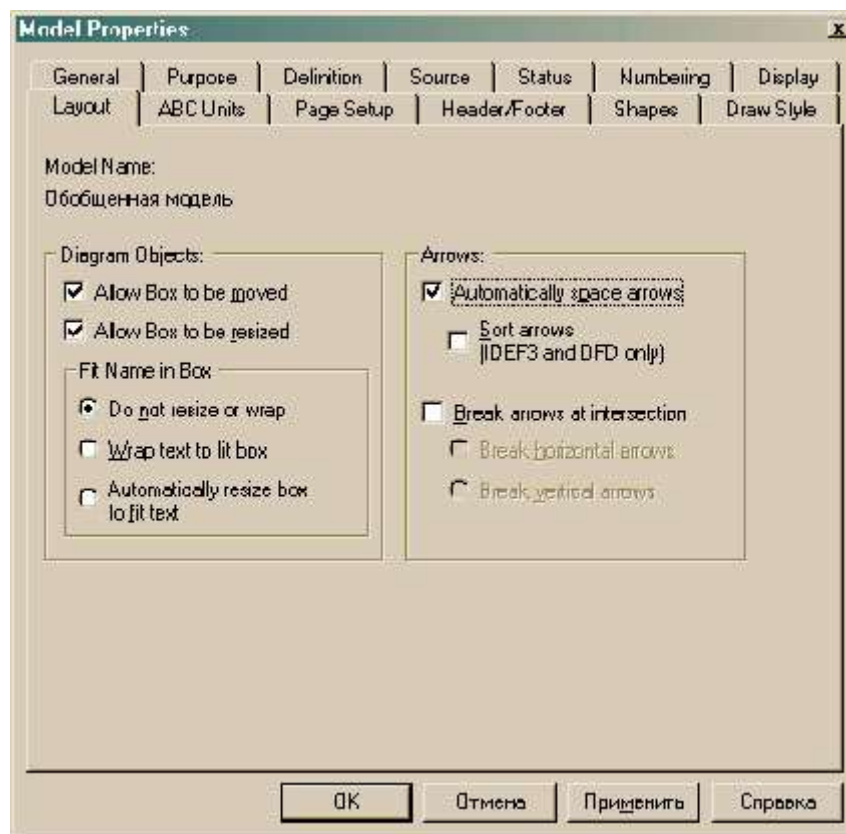 Model Properties
General Purpose Definition Source Status Numbering Display
Layout ABC Units Page Setup Header/Footer Shapes Draw Style
Model Name:
Обобщенная модель
Diagram Objects:
Allow Box to be moved
Allow Box to be resized
Fit Name in Box
Do not resize or wrap
Wrap text to fit box
Automatically resize box
to fit text
Arrows:
Automatically space arrows
Sort arrows
(IDEF3 and DFD only)
Break arrows at intersection
Break horizontal arrows
Break vertical arrows
OK Отмена Применить Справка